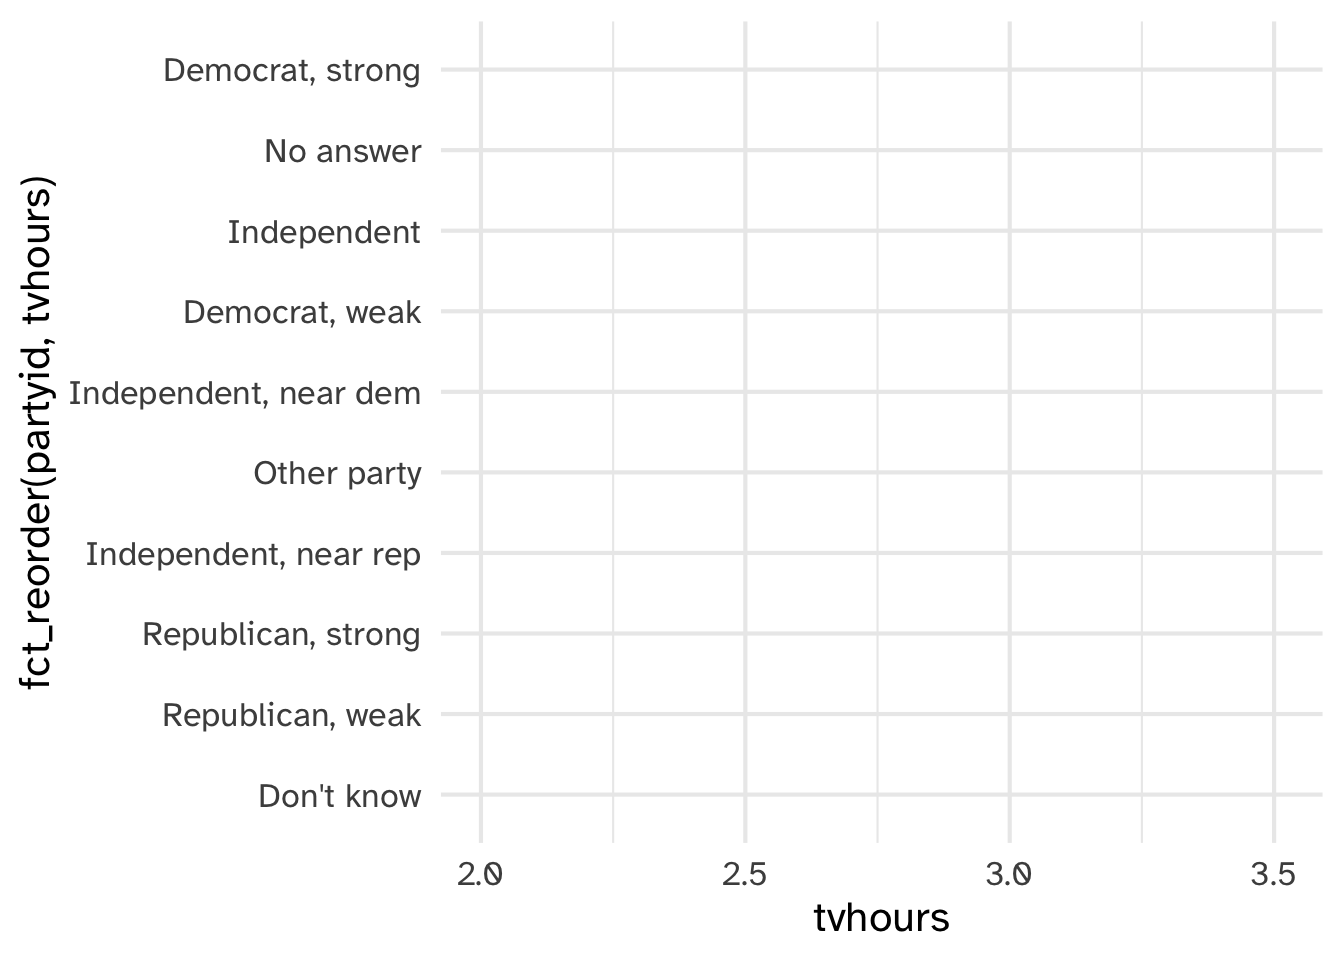 Democrat, strong
No answer
Independent
Democrat, weak
Independent, near dem
Other party
Independent, near rep
Republican, strong
Republican, weak
Don't know
fct_reorder(partyid, tvhours)
2.0 2.5 3.0 3.5
tvhours